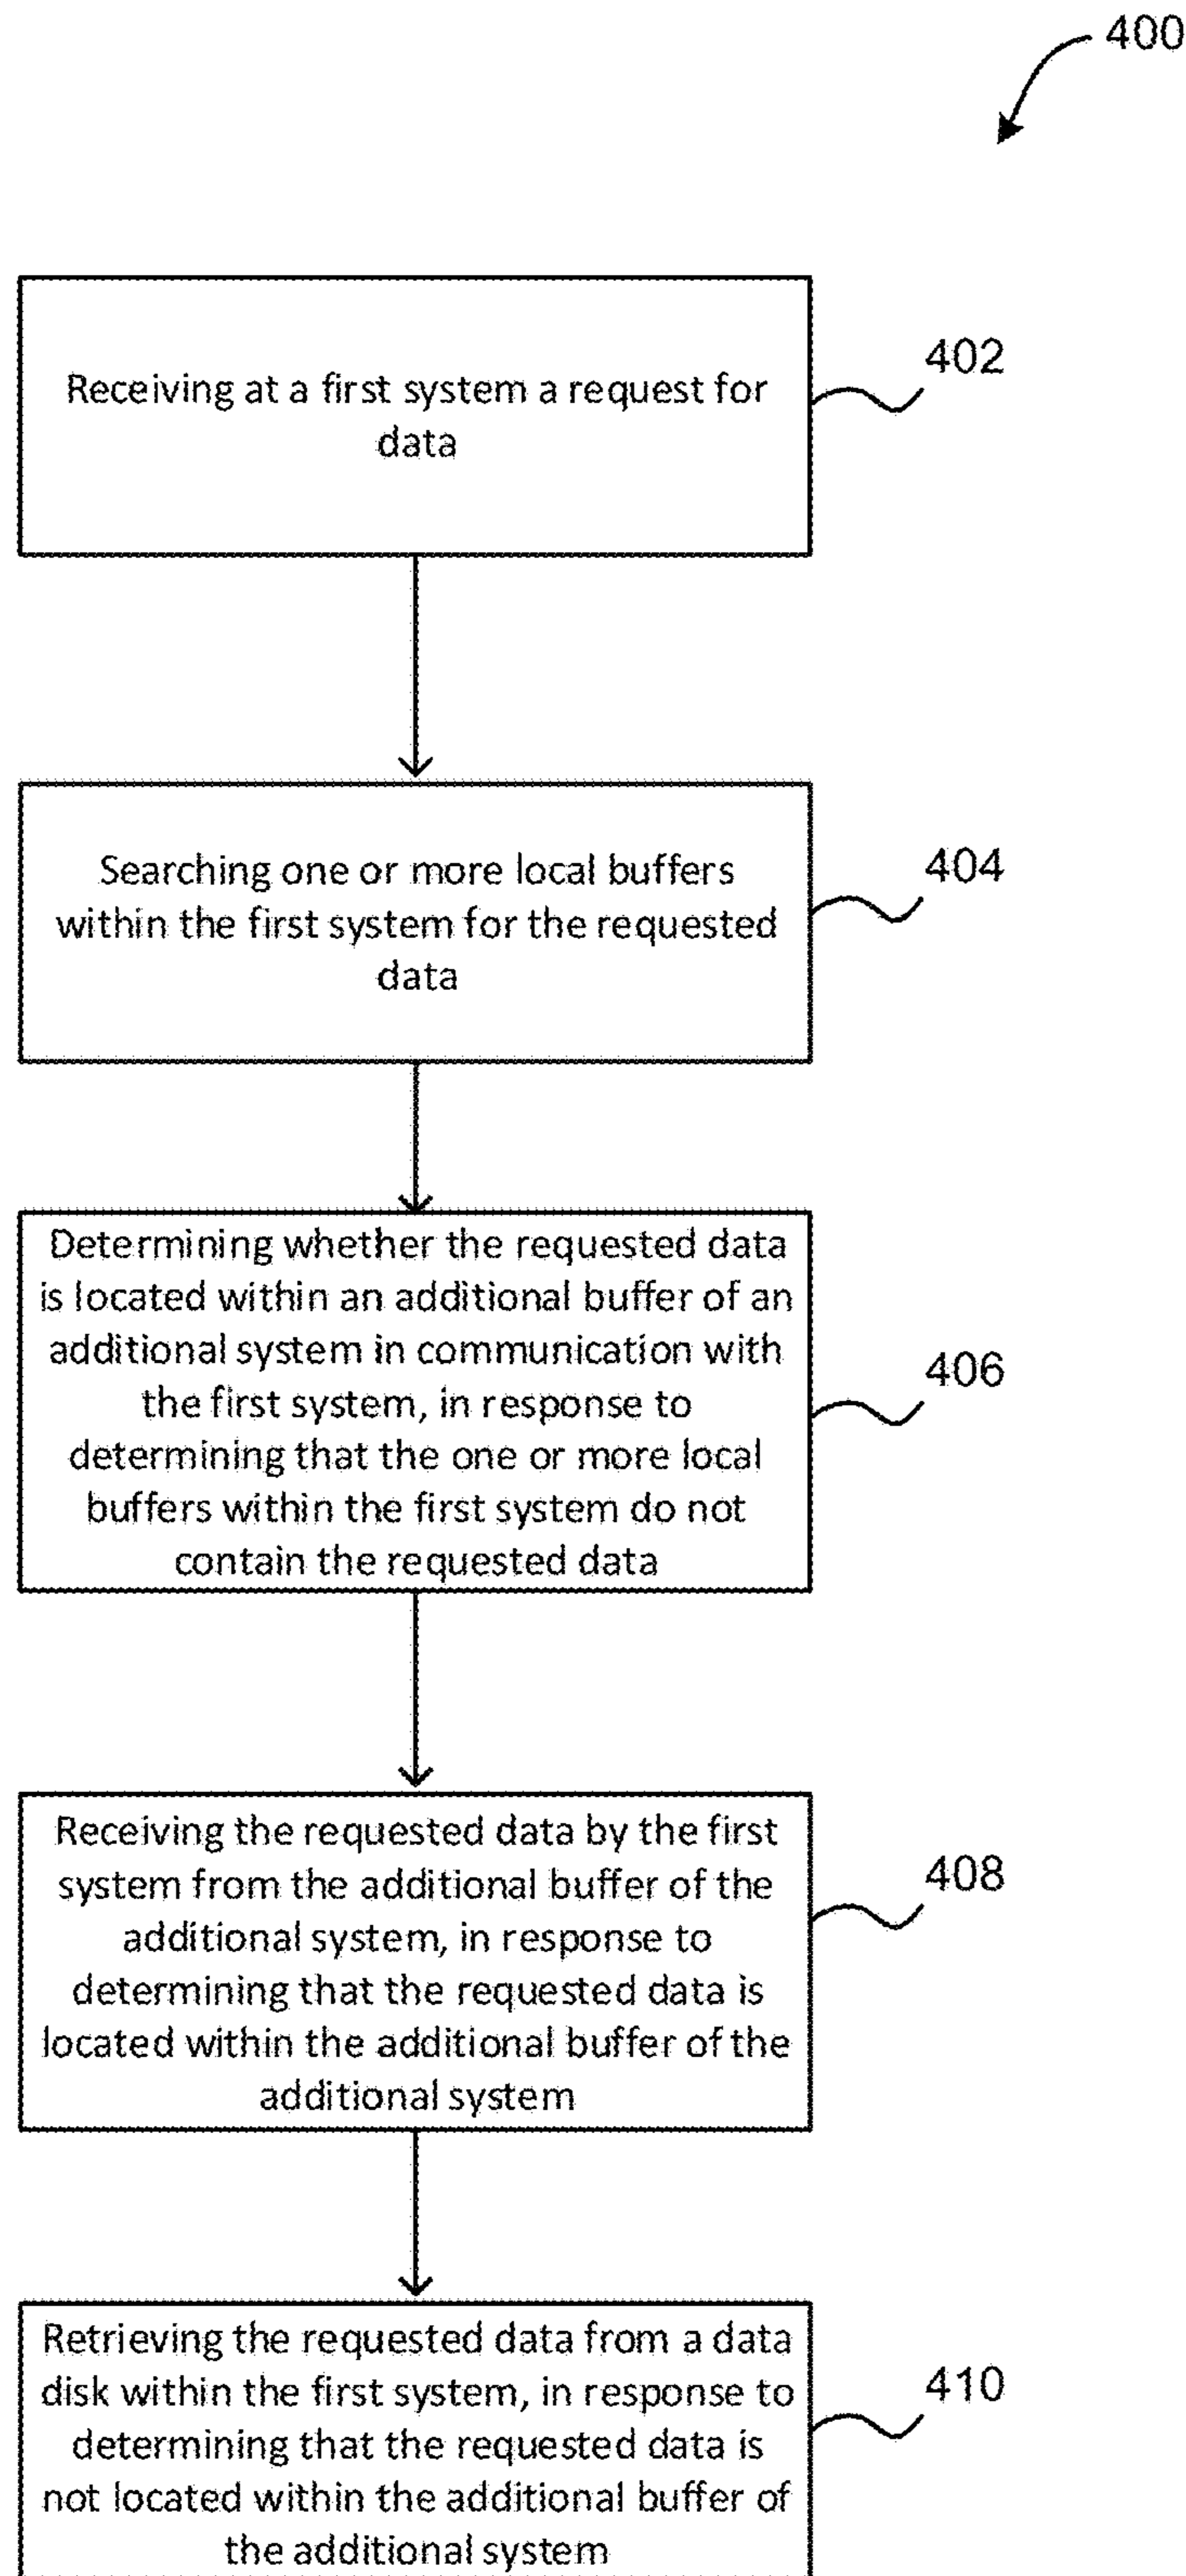 400
Receiving at a first system a request for
data
402
Searching one or more local buffers
within the first system for the requested
data
404
Determining whether the requested data
is located within an additional buffer of an
additional system in communication with
the first system, in response to
determining that the one or more local
buffers within the first system do not
contain the requested data
406
Receiving the requested data by the first
system from the additional buffer of the
additional system, in response to
determining that the requested data is
located within the additional buffer of the
additional system
408
Retrieving the requested data from a data
disk within the first system, in response to
determining that the requested data is
not located within the additional buffer of
the additional system
410